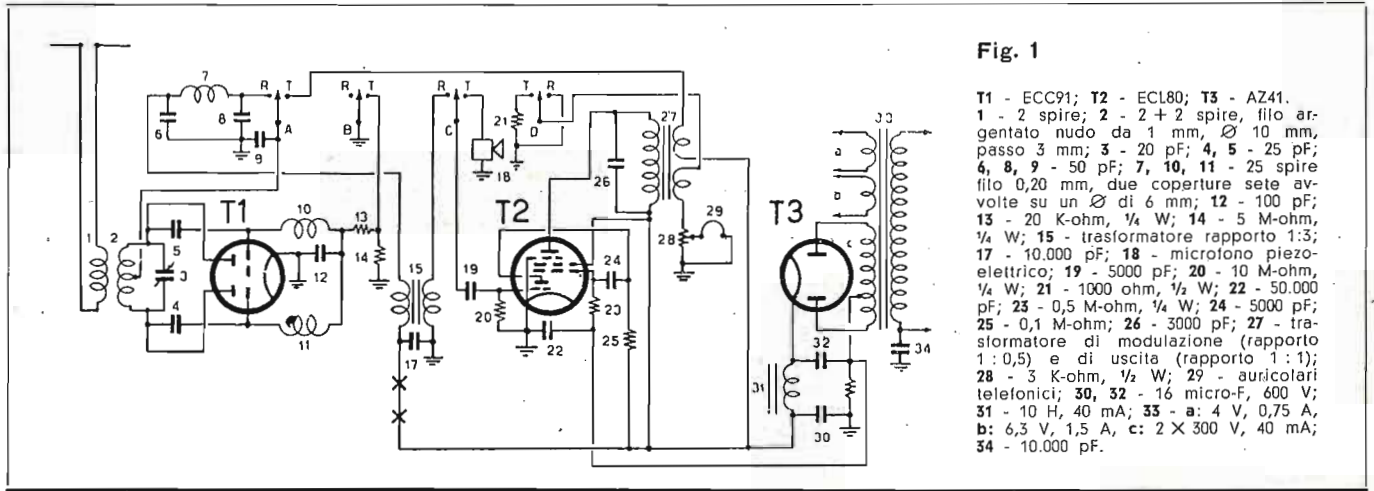 Fig. 1
T1 - ECC91; T2 - ECL80; T3 - AZ41.
1 - 2 spire; 2 - 2 + 2 spire, filo ar-
gentato nudo da 1 mm, Ø 10 mm,
passo 3 mm; 3 - 20 pF; 4, 5 - 25 pF;
6, 8, 9 - 50 pF; 7, 10, 11 - 25 spire
filo 0,20 mm, due coperture sete av-
volte su un Ø di 6 mm; 12 - 100 pF;
13 - 20 K-ohm, ¼ W; 14 - 5 M-ohm,
¼ W; 15 - trasformatore rapporto 1:3;
17 - 10.000 pF; 18 - microfono piezo-
elettrico; 19 - 5000 pF; 20 - 10 M-ohm,
¼ W; 21 - 1000 ohm, ½ W; 22 - 50.000
pF; 23 - 0,5 M-ohm, ¼ W; 24 - 5000 pF;
25 - 0,1 M-ohm; 26 - 3000 pF; 27 - tra-
sformatore di modulazione (rapporto
1 : 0,5) e di uscita (rapporto 1 : 1);
28 - 3 K-ohm, ½ W; 29 - auricolari
telefonici; 30, 32 - 16 micro-F, 600 V;
31 - 10 H, 40 mA; 33 - a: 4 V, 0,75 A,
b: 6,3 V, 1,5 A, c: 2 X 300 V, 40 mA;
34 - 10.000 pF.
7
R T
R T
R T
T R
6
8
9
A
B
C
21
D
18
27
26
33
a
b
c
T1
T2
T3
1
2
3
5
4
10
11
12
13
14
15
17
19
20
22
23
24
25
28
29
31
32
30
34